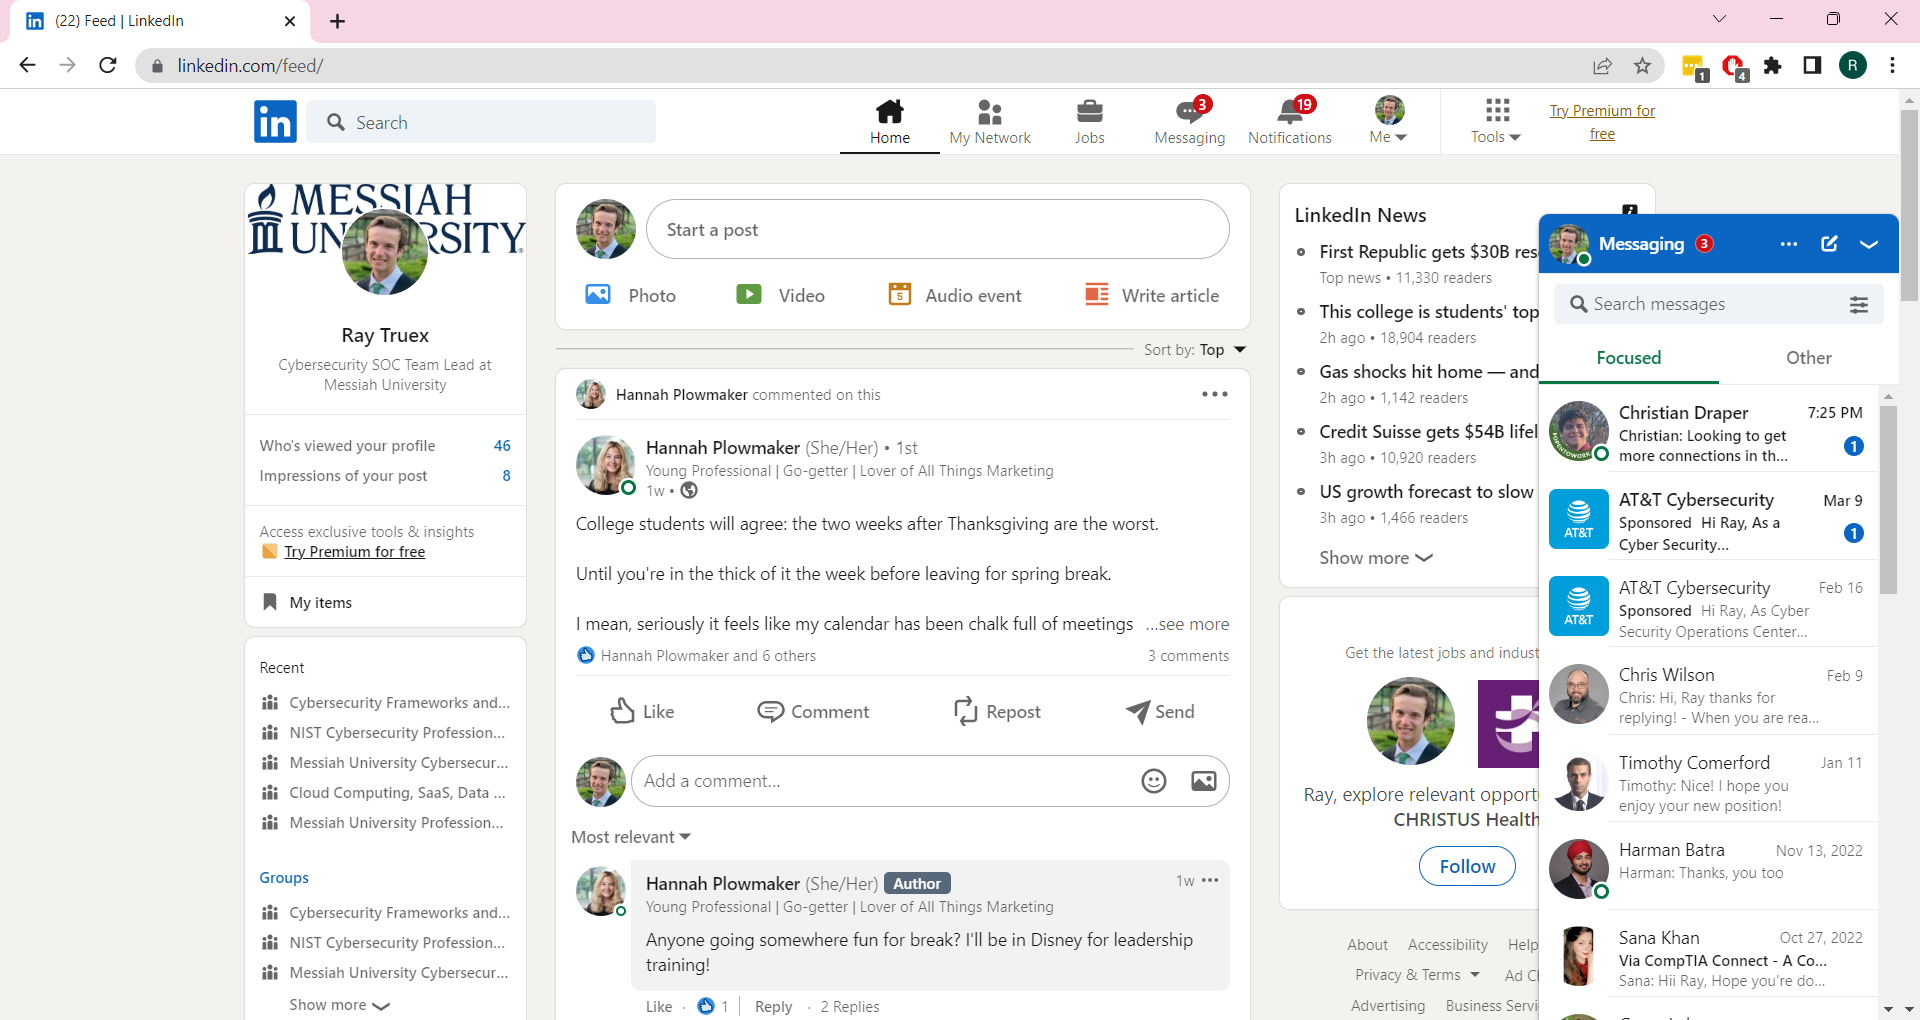 (22) Feed | LinkedIn
linkedin.com/feed/
1
4
R
in
Search
Home
My Network
Jobs
3
Messaging
19
Notifications
Me
Tools
Try Premium for
free
MESSIAH
UNIVERSITY
Ray Truex
Cybersecurity SOC Team Lead at
Messiah University
Who's viewed your profile 46
Impressions of your post 8
Access exclusive tools & insights
Try Premium for free
My items
Recent
Cybersecurity Frameworks and...
NIST Cybersecurity Profession...
Messiah University Cybersecur...
Cloud Computing, SaaS, Data ...
Messiah University Profession...
Groups
Cybersecurity Frameworks and...
NIST Cybersecurity Profession...
Messiah University Cybersecur...
Show more
Start a post
Photo
Video
5
Audio event
Write article
Sort by: Top
Hannah Plowmaker commented on this
Hannah Plowmaker (She/Her) • 1st
Young Professional | Go-getter | Lover of All Things Marketing
1w •
College students will agree: the two weeks after Thanksgiving are the worst.
Until you're in the thick of it the week before leaving for spring break.
I mean, seriously it feels like my calendar has been chalk full of meetings ...see more
Hannah Plowmaker and 6 others 3 comments
Like
Comment
Repost
Send
Add a comment...
Most relevant
Hannah Plowmaker (She/Her) Author 1w
Young Professional | Go-getter | Lover of All Things Marketing
Anyone going somewhere fun for break? I'll be in Disney for leadership
training!
Like · 1 | Reply · 2 Replies
LinkedIn News
First Republic gets $30B res
Top news • 11,330 readers
This college is students' top
2h ago • 18,904 readers
Gas shocks hit home — and
2h ago • 1,142 readers
Credit Suisse gets $54B lifel
3h ago • 10,920 readers
US growth forecast to slow
3h ago • 1,466 readers
Show more
Get the latest jobs and indust
Ray, explore relevant opport
CHRISTUS Health
Follow
About Accessibility Help
Privacy & Terms Ad C
Advertising Business Servi
Messaging 3
Search messages
Focused
Other
#OPENTOWORK
Christian Draper 7:25 PM
Christian: Looking to get
more connections in th...
1
AT&T
AT&T Cybersecurity Mar 9
Sponsored Hi Ray, As a
Cyber Security...
1
AT&T
AT&T Cybersecurity Feb 16
Sponsored Hi Ray, As Cyber
Security Operations Center...
Chris Wilson Feb 9
Chris: Hi, Ray thanks for
replying! - When you are rea...
Timothy Comerford Jan 11
Timothy: Nice! I hope you
enjoy your new position!
Harman Batra Nov 13, 2022
Harman: Thanks, you too
Sana Khan Oct 27, 2022
Via CompTIA Connect - A Co...
Sana: Hii Ray, Hope you're do...